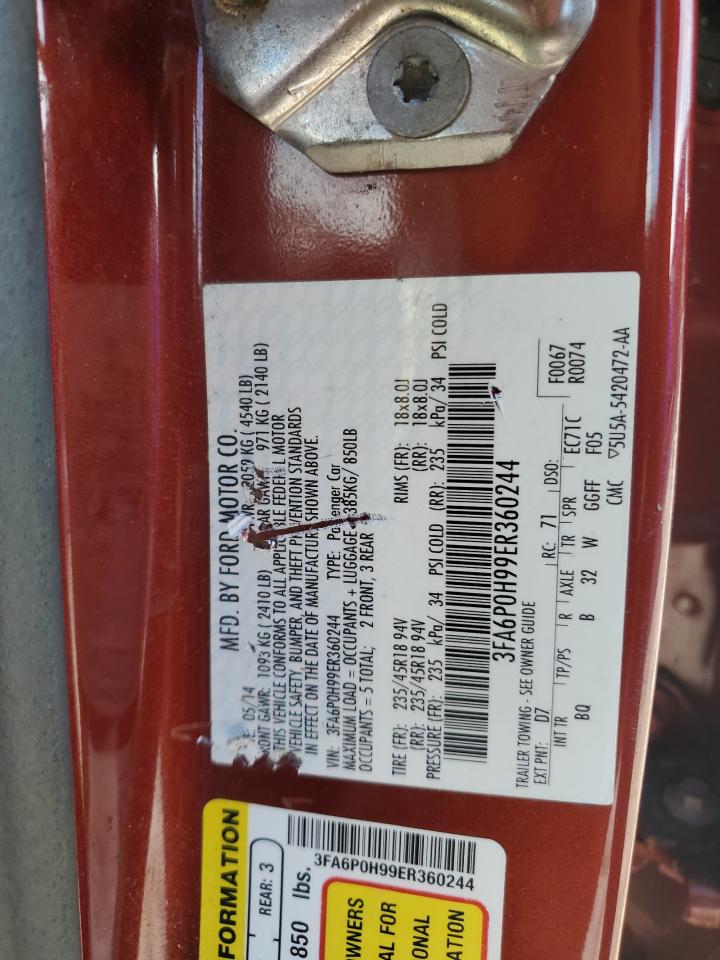 MFD. BY FORD MOTOR CO.
05/14 2059 KG ( 4540 LB)
FRONT GAWR: 1093 KG ( 2410 LB) 971 KG ( 2140 LB)
THIS VEHICLE CONFORMS TO ALL APPLICABLE FEDERAL MOTOR
VEHICLE SAFETY, BUMPER, AND THEFT PREVENTION STANDARDS
IN EFFECT ON THE DATE OF MANUFACTURE SHOWN ABOVE.
VIN: 3FA6P0H99ER360244 TYPE: Passenger Car
MAXIMUM LOAD = OCCUPANTS + LUGGAGE 385KG/ 850LB
OCCUPANTS = 5 TOTAL; 2 FRONT, 3 REAR
TIRE (FR): 235/45R18 94V RIMS (FR): 18x8.0J
(RR): 235/45R18 94V (RR): 18x8.0J
PRESSURE (FR): 235 kPa/ 34 PSI COLD (RR): 235 kPa/ 34 PSI COLD
3FA6P0H99ER360244
TRAILER TOWING - SEE OWNER GUIDE
EXT PNT: D7 RC: 71 DSO: F0067
R0074
INT TR TP/PS R AXLE TR SPR EC71C
BQ B 32 W GGFF F05
CMC ▽5U5A-5420472-AA
FORMATION
REAR: 3
850 lbs.
3FA6P0H99ER360244
OWNERS
AL FOR
ONAL
ATION